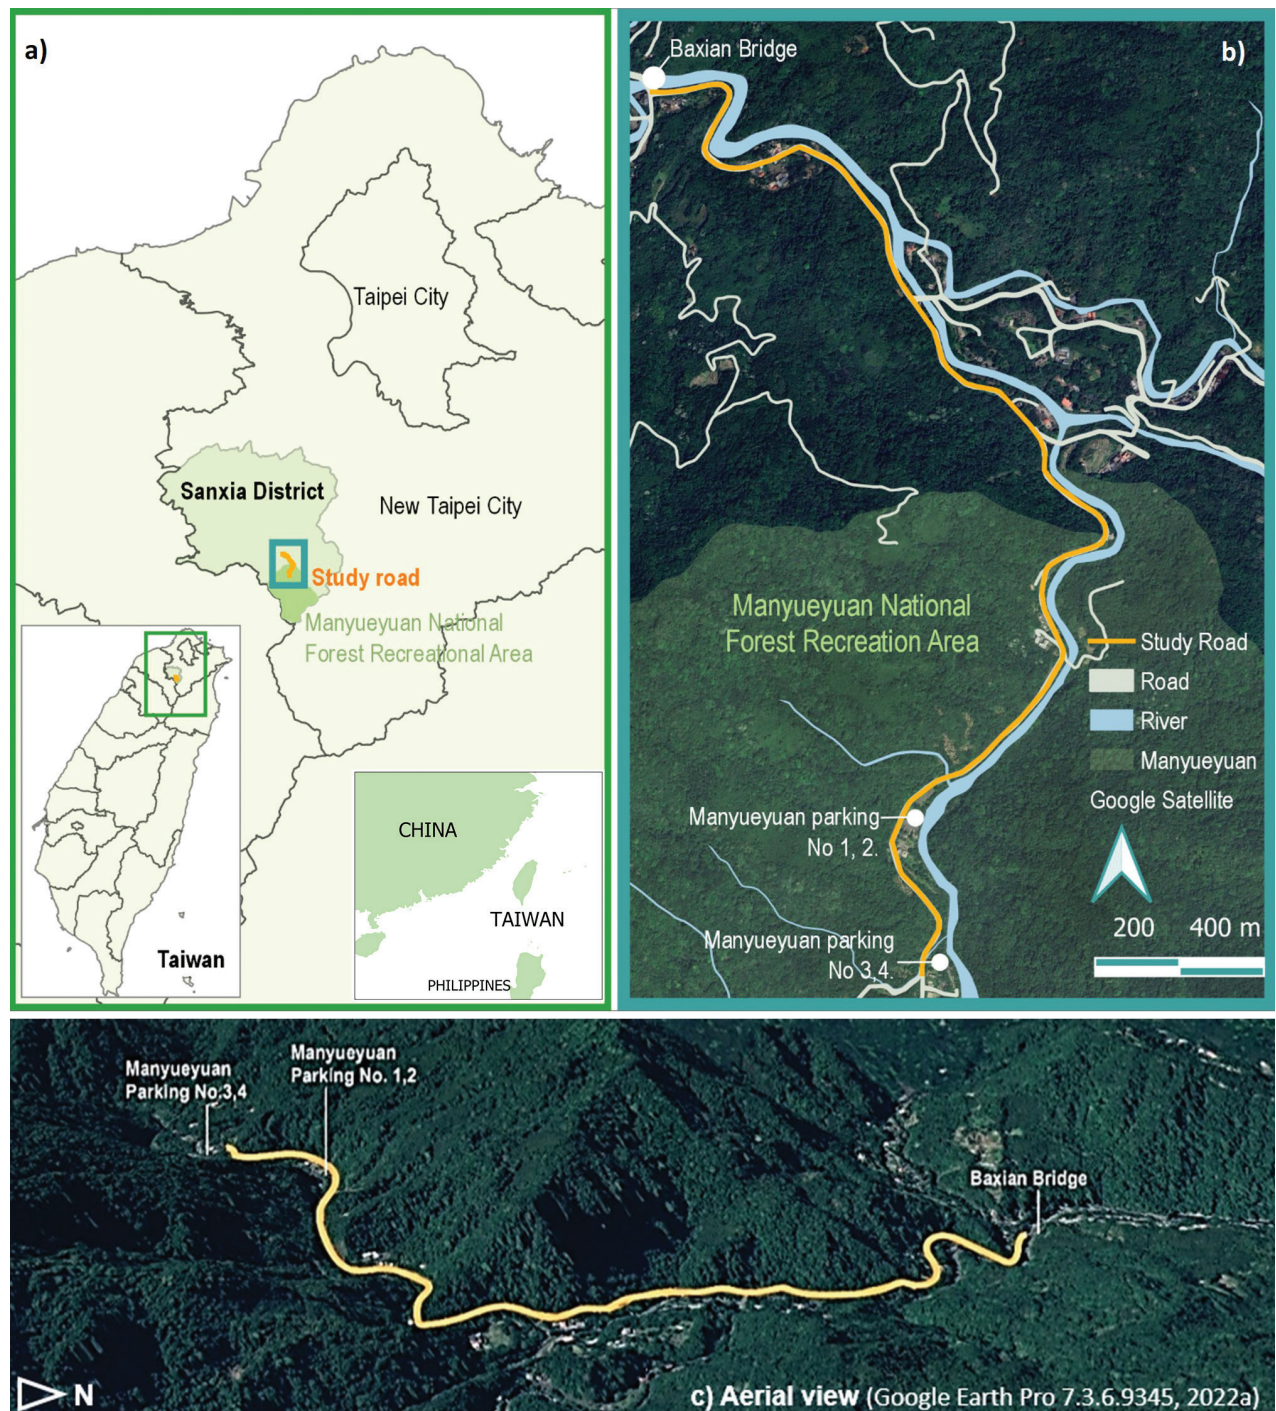 a)
Taipei City
Sanxia District
New Taipei City
Study road
Manyueyuan National
Forest Recreational Area
Taiwan
CHINA
TAIWAN
PHILIPPINES
b)
Baxian Bridge
Manyueyuan National
Forest Recreation Area
Study Road
Road
River
Manyueyuan
Google Satellite
Manyueyuan parking
No 1, 2.
Manyueyuan parking
No 3,4.
200 400 m
Manyueyuan
Parking No.3,4
Manyueyuan
Parking No. 1,2
Baxian Bridge
N
c) Aerial view (Google Earth Pro 7.3.6.9345, 2022a)